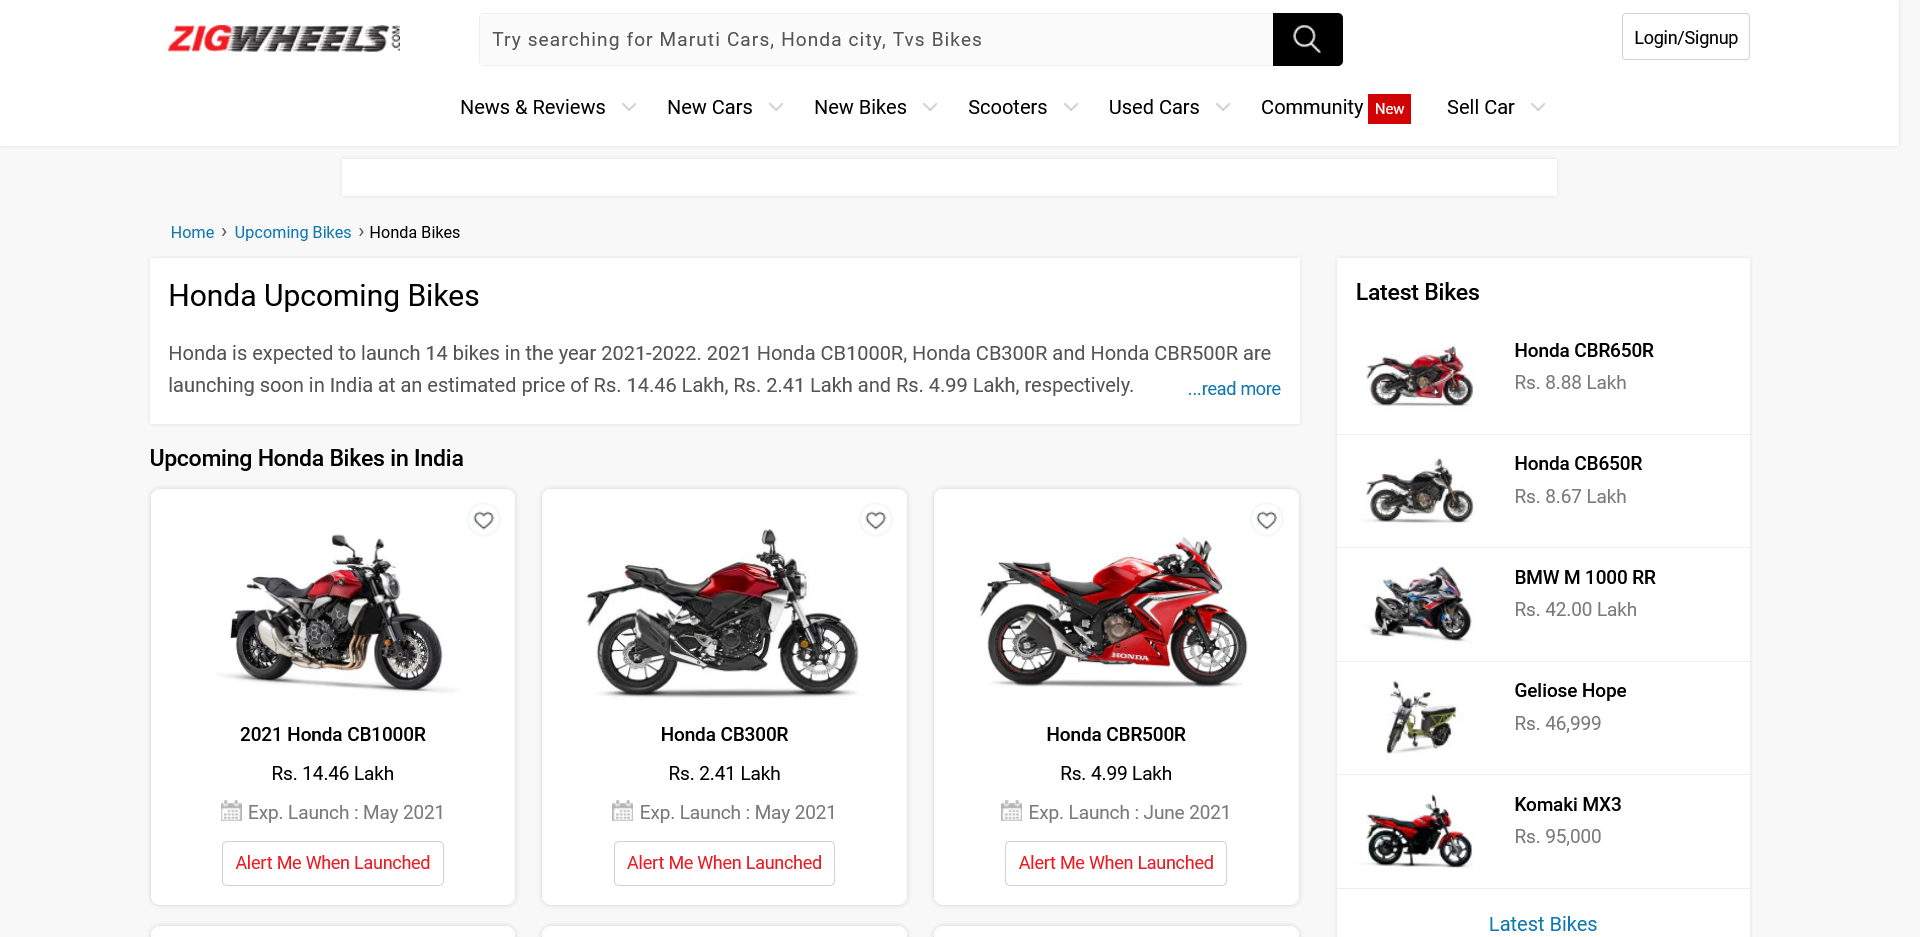 ZIGWHEELS.COM
Try searching for Maruti Cars, Honda city, Tvs Bikes
Login/Signup
News & Reviews
New Cars
New Bikes
Scooters
Used Cars
Community New
Sell Car
Home › Upcoming Bikes › Honda Bikes
Honda Upcoming Bikes
Honda is expected to launch 14 bikes in the year 2021-2022. 2021 Honda CB1000R, Honda CB300R and Honda CBR500R are
launching soon in India at an estimated price of Rs. 14.46 Lakh, Rs. 2.41 Lakh and Rs. 4.99 Lakh, respectively.
...read more
Upcoming Honda Bikes in India
2021 Honda CB1000R
Rs. 14.46 Lakh
Exp. Launch : May 2021
Alert Me When Launched
Honda CB300R
Rs. 2.41 Lakh
Exp. Launch : May 2021
Alert Me When Launched
HONDA
Honda CBR500R
Rs. 4.99 Lakh
Exp. Launch : June 2021
Alert Me When Launched
Latest Bikes
Honda CBR650R
Rs. 8.88 Lakh
Honda CB650R
Rs. 8.67 Lakh
BMW M 1000 RR
Rs. 42.00 Lakh
Geliose Hope
Rs. 46,999
Komaki MX3
Rs. 95,000
Latest Bikes